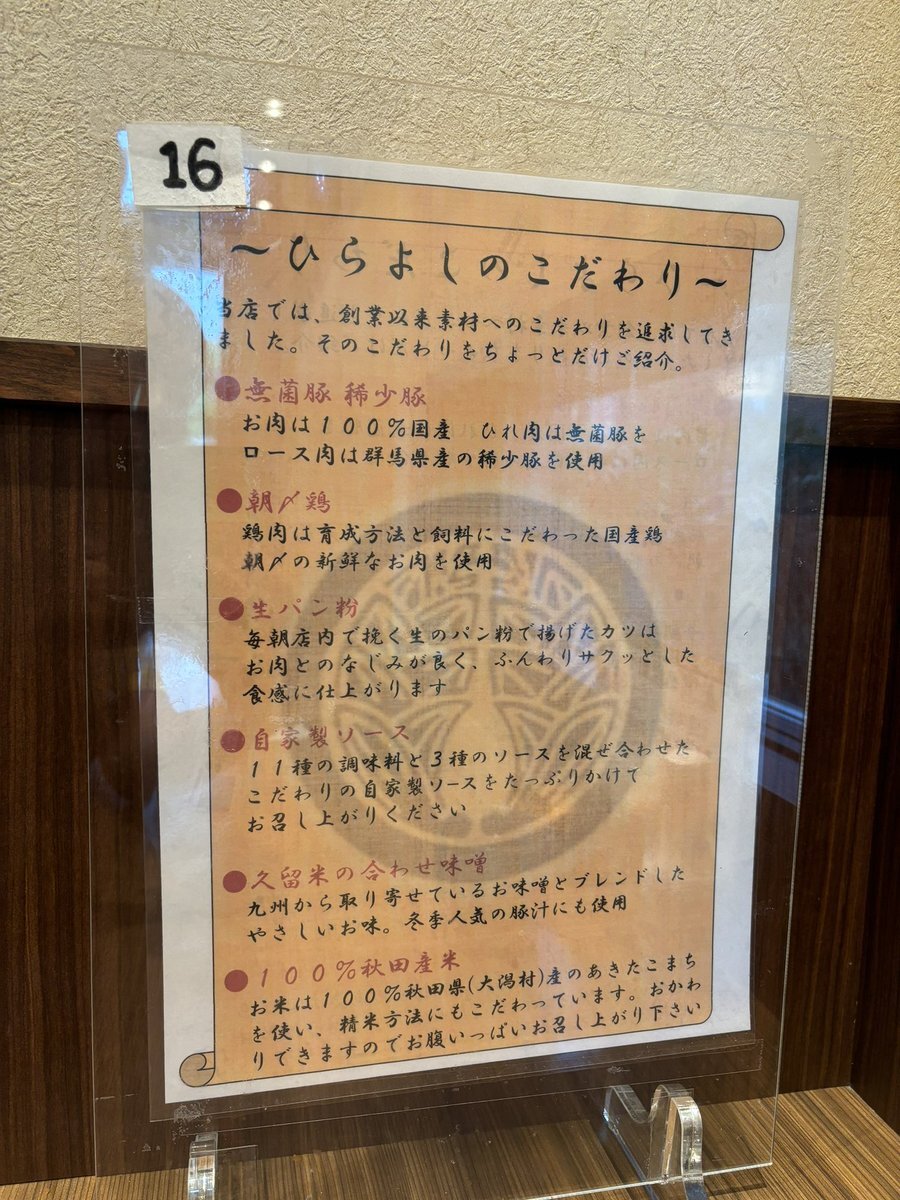 16
～ひらよしのこだわり～
当店では、創業以来素材へのこだわりを追求してき
ました。そのこだわりをちょっとだけご紹介。
●無菌豚 稀少豚
お肉は１００％国産　ひれ肉は無菌豚を
ロース肉は群馬県産の稀少豚を使用
●朝〆鶏
鶏肉は育成方法と飼料にこだわった国産鶏
朝〆の新鮮なお肉を使用
●生パン粉
毎朝店内で挽く生のパン粉で揚げたカツは
お肉とのなじみが良く、ふんわりサクッとした
食感に仕上がります
●自家製ソース
１１種の調味料と３種のソースを混ぜ合わせた
こだわりの自家製ソースをたっぷりかけて
お召し上がりください
●久留米の合わせ味噌
九州から取り寄せているお味噌とブレンドした
やさしいお味。冬季人気の豚汁にも使用
●１００％秋田産米
お米は１００％秋田県(大潟村)産のあきたこまち
を使い、精米方法にもこだわっています。おかわ
りできますのでお腹いっぱいお召し上がり下さい